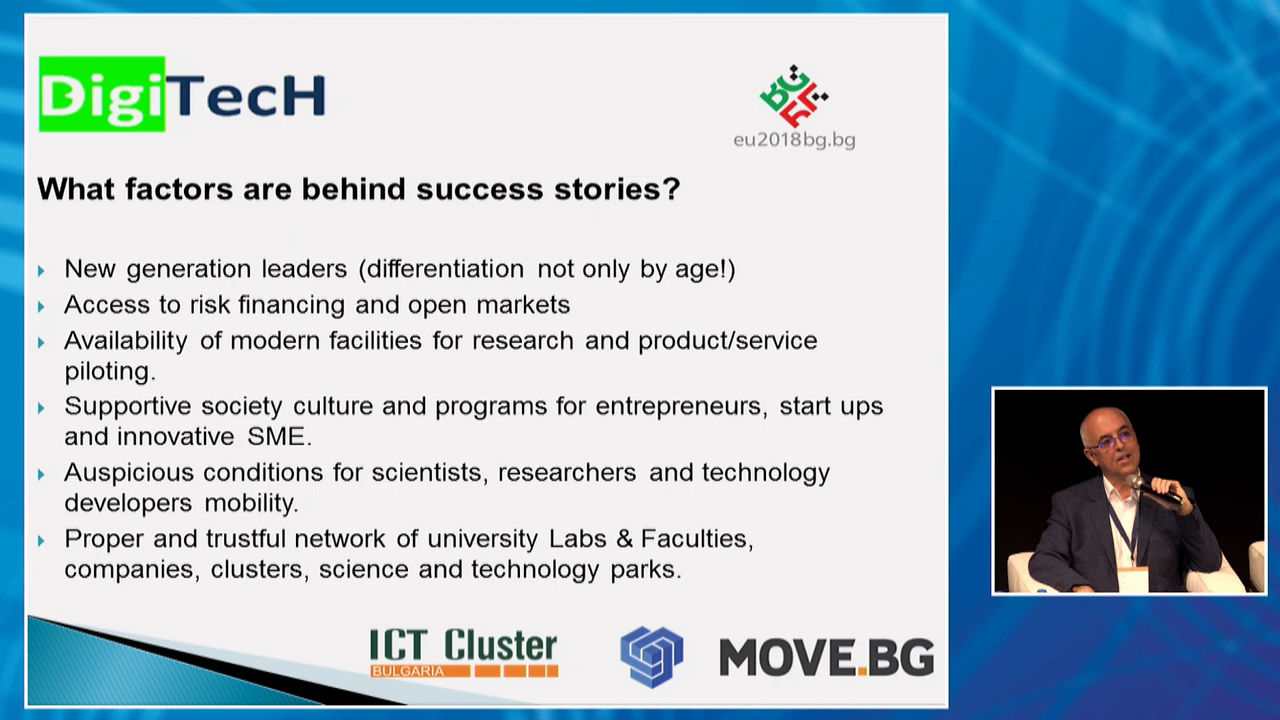 DigiTecH
eu2018bg.bg
What factors are behind success stories?
New generation leaders (differentiation not only by age!)
Access to risk financing and open markets
Availability of modern facilities for research and product/service
piloting.
Supportive society culture and programs for entrepreneurs, start ups
and innovative SME.
Auspicious conditions for scientists, researchers and technology
developers mobility.
Proper and trustful network of university Labs & Faculties,
companies, clusters, science and technology parks.
ICT Cluster
BULGARIA
MOVE.BG